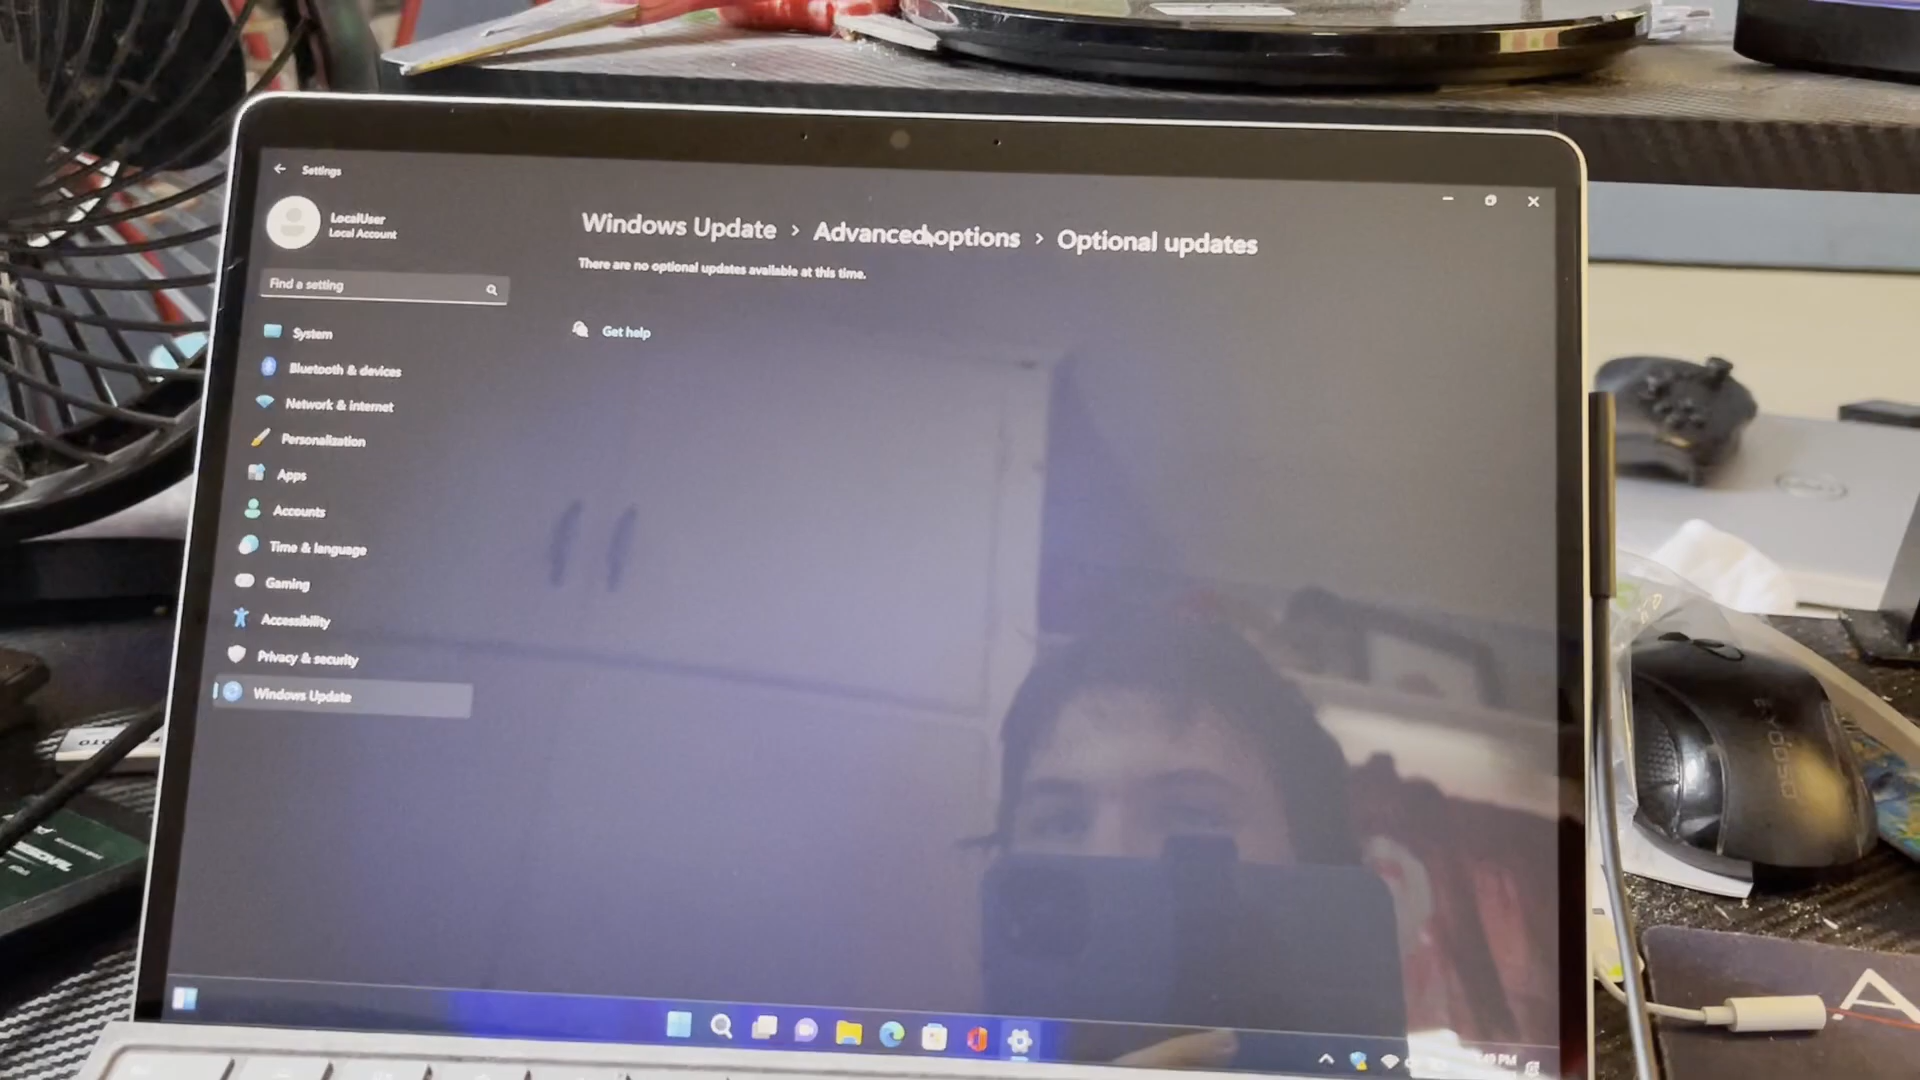 Settings
LocalUser
Local Account
Find a setting
System
Bluetooth & devices
Network & internet
Personalization
Apps
Accounts
Time & language
Gaming
Accessibility
Privacy & security
Windows Update
Windows Update > Advanced options > Optional updates
There are no optional updates available at this time.
Get help
PM